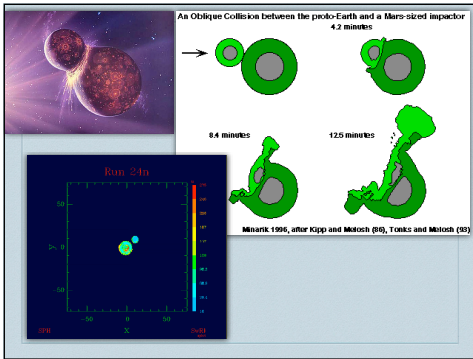 An Oblique Collision between the proto-Earth and a Mars-sized impactor
4.2 minutes
8.4 minutes
12.5 minutes
Minarik 1996, after Kipp and Melosh (86), Tonks and Melosh (93)
Run 24n
50
0
-50
Y
-50
0
50
X
SPH